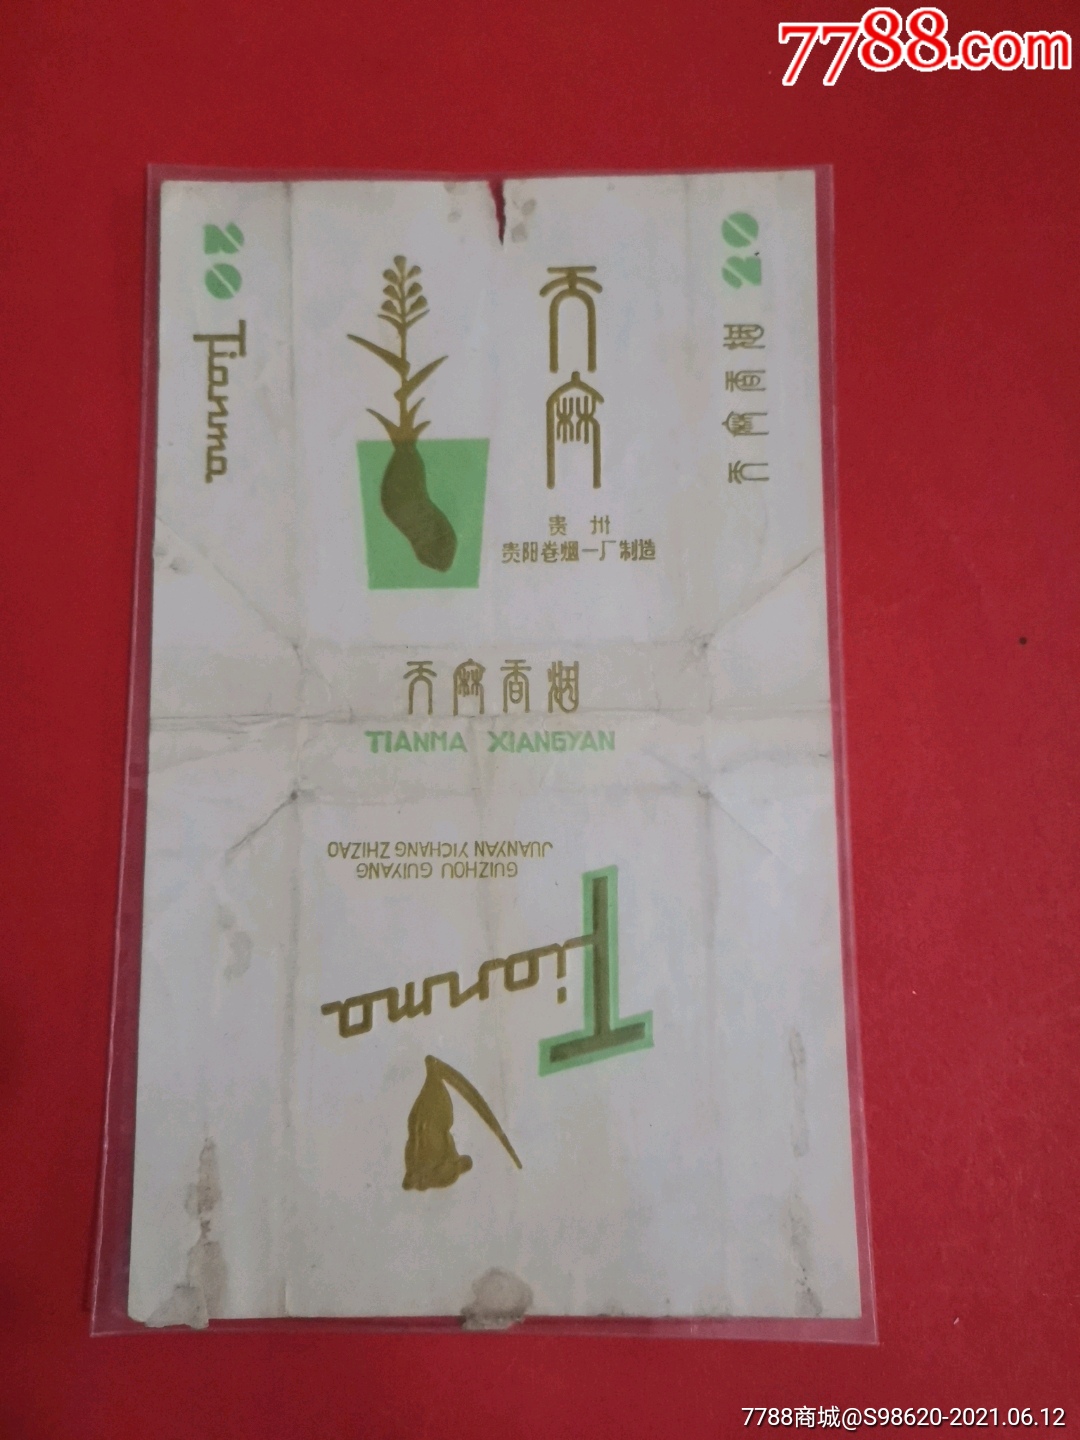 7788.com
20
Tianma
天麻
贵州
贵阳卷烟一厂制造
20
天麻香烟
天麻香烟
TIANMA XIANGYAN
GUIZHOU GUIYANG
JUANYAN YICHANG ZHIZAO
Tianma
7788商城@S98620-2021.06.12